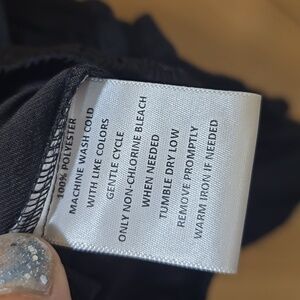 100% POLYESTER
MACHINE WASH COLD
WITH LIKE COLORS
GENTLE CYCLE
ONLY NON-CHLORINE BLEACH
WHEN NEEDED
TUMBLE DRY LOW
REMOVE PROMPTLY
WARM IRON IF NEEDED